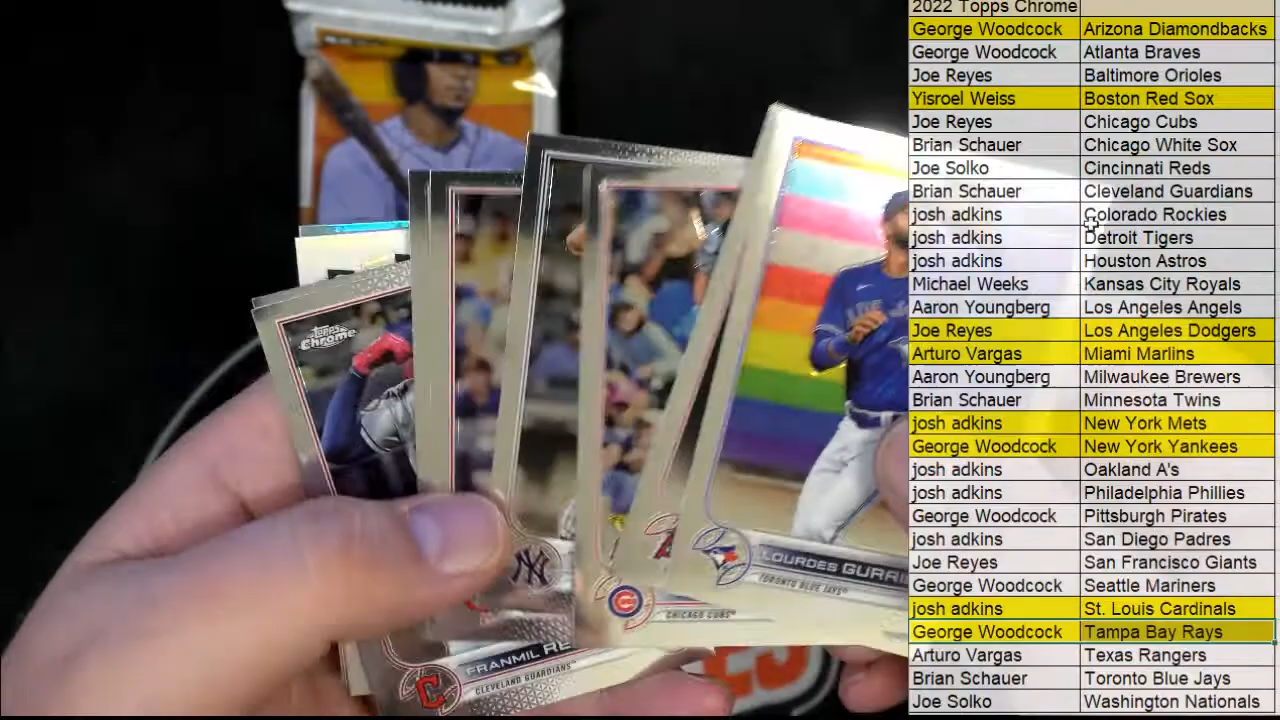 2022 Topps Chrome
George Woodcock Arizona Diamondbacks
George Woodcock Atlanta Braves
Joe Reyes Baltimore Orioles
Yisroel Weiss Boston Red Sox
Joe Reyes Chicago Cubs
Brian Schauer Chicago White Sox
Joe Solko Cincinnati Reds
Brian Schauer Cleveland Guardians
josh adkins Colorado Rockies
josh adkins Detroit Tigers
josh adkins Houston Astros
Michael Weeks Kansas City Royals
Aaron Youngberg Los Angeles Angels
Joe Reyes Los Angeles Dodgers
Arturo Vargas Miami Marlins
Aaron Youngberg Milwaukee Brewers
Brian Schauer Minnesota Twins
josh adkins New York Mets
George Woodcock New York Yankees
josh adkins Oakland A's
josh adkins Philadelphia Phillies
George Woodcock Pittsburgh Pirates
josh adkins San Diego Padres
Joe Reyes San Francisco Giants
George Woodcock Seattle Mariners
josh adkins St. Louis Cardinals
George Woodcock Tampa Bay Rays
Arturo Vargas Texas Rangers
Brian Schauer Toronto Blue Jays
Joe Solko Washington Nationals
Topps
Chrome
LOURDES GURRI
TORONTO BLUE JAYS
CHICAGO CUBS
FRANMIL RE
CLEVELAND GUARDIANS